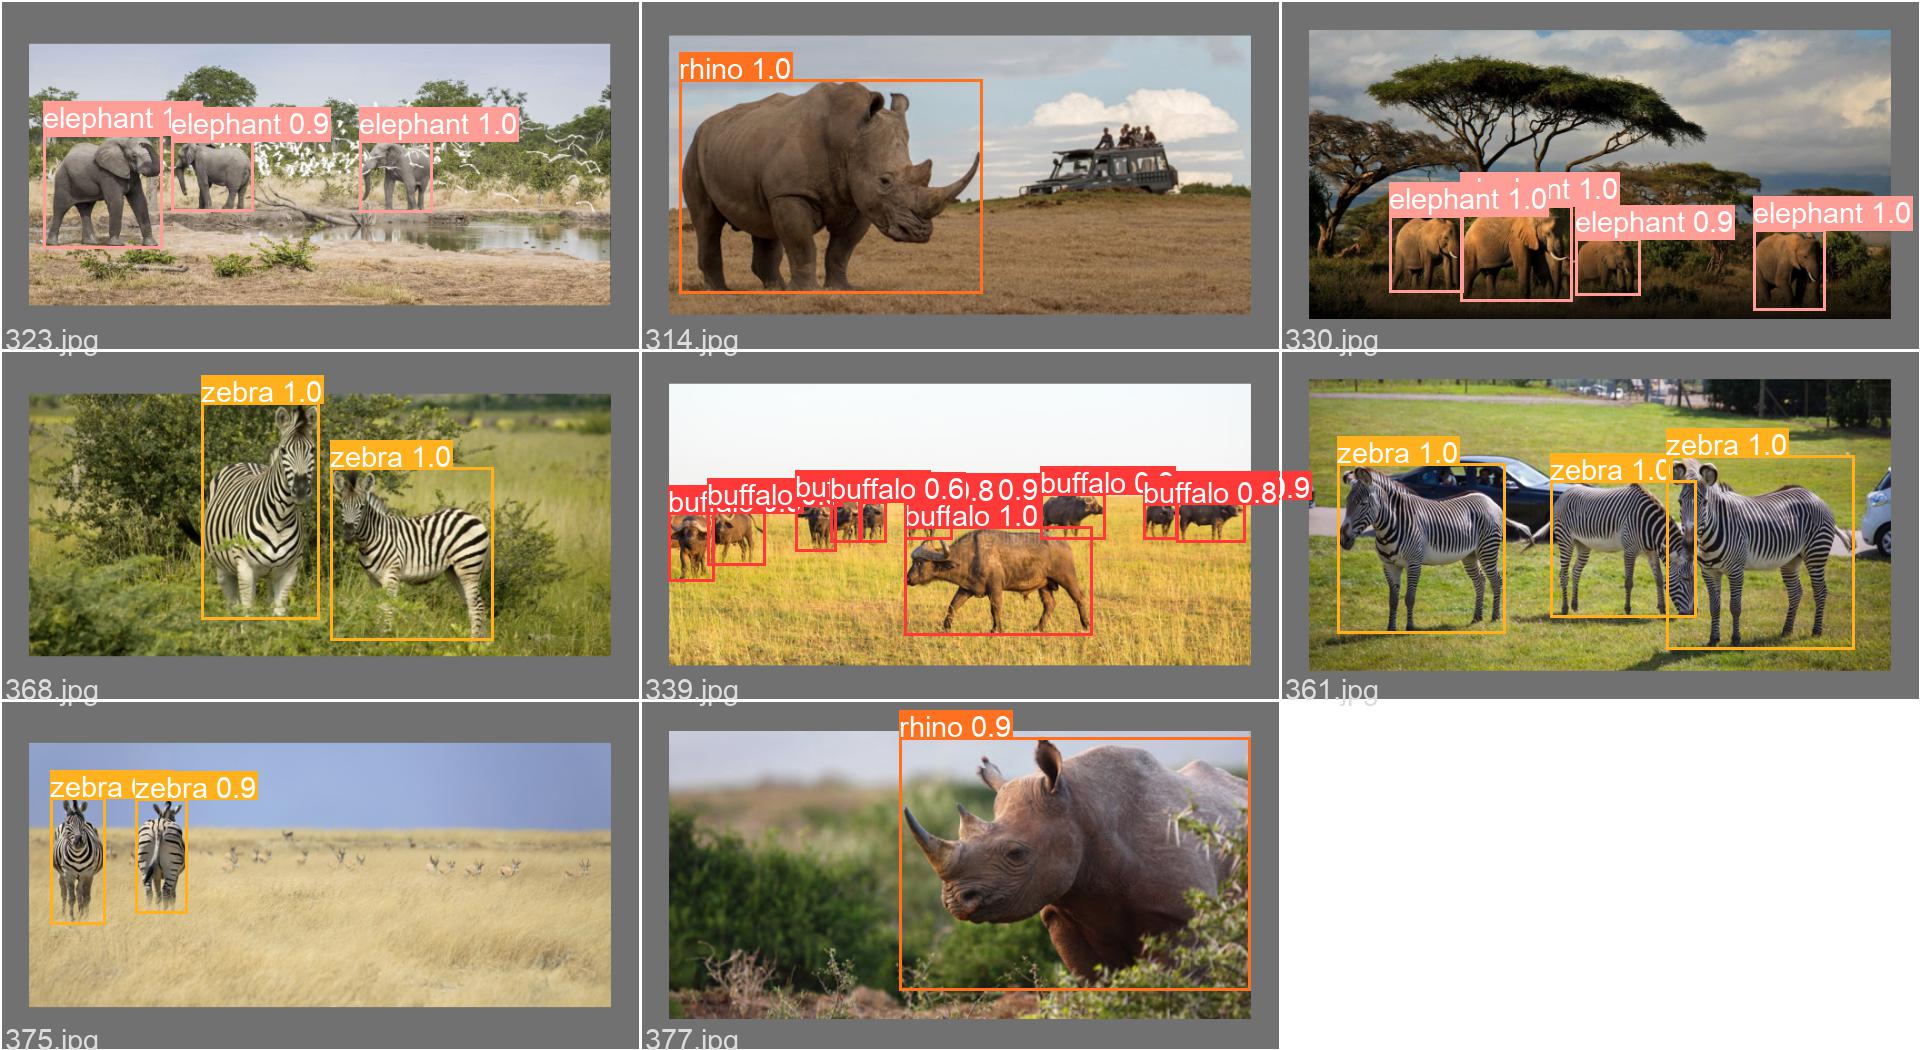 elephant 1
elephant 0.9
elephant 1.0
323.jpg
rhino 1.0
314.jpg
elephant 1.0
nt 1.0
elephant 0.9
elephant 1.0
330.jpg
zebra 1.0
zebra 1.0
368.jpg
buffalo
buffalo 0.6
.8
0.9
buffalo
buffalo 0.8
0.9
buffalo 1.0
339.jpg
zebra 1.0
zebra 1.0
zebra 1.0
361.jpg
zebra
zebra 0.9
375.jpg
rhino 0.9
377.jpg